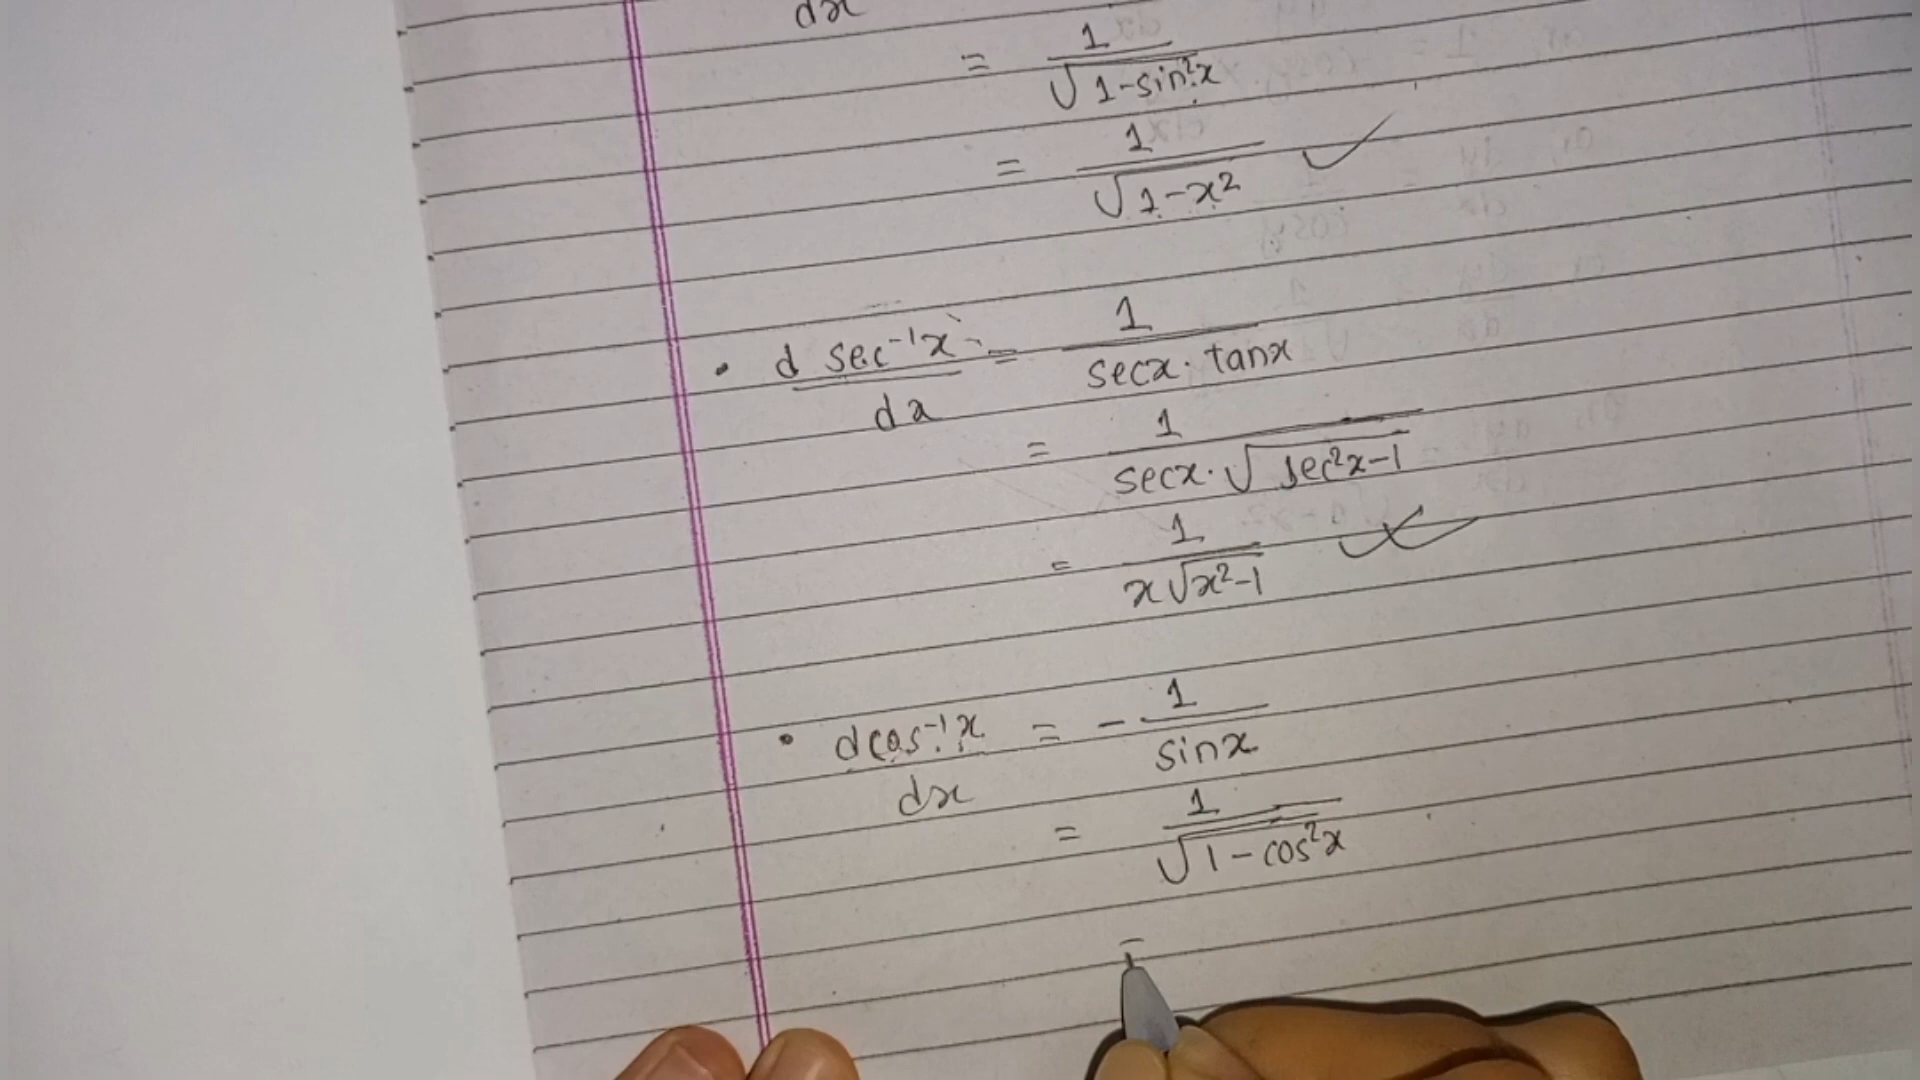 dx
= 1/√(1-sin²x)
= 1/√(1-x²) ✓
• d sec⁻¹x/dx = 1/(secx · tanx)
= 1/(secx · √(sec²x-1))
= 1/(x√(x²-1)) ✓
• dcos⁻¹x/dx = - 1/sinx
= 1/√(1-cos²x)